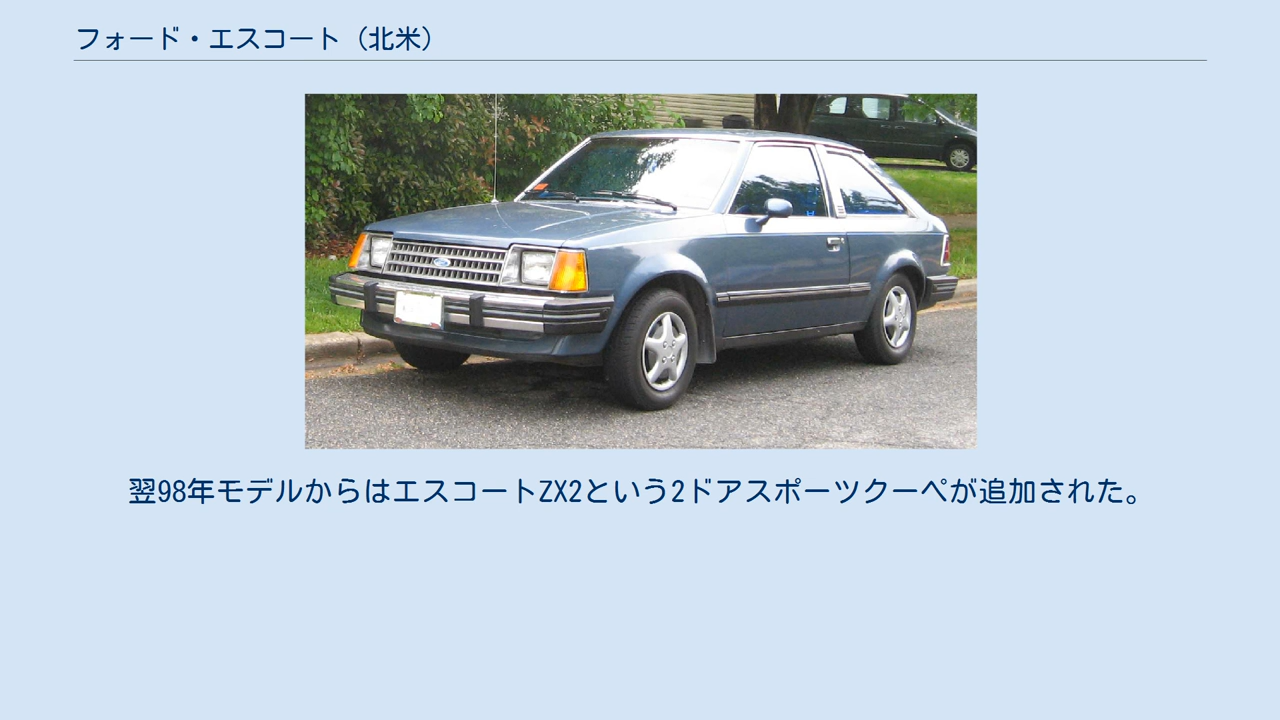 フォード・エスコート（北米）
翌98年モデルからはエスコートZX2という2ドアスポーツクーペが追加された。